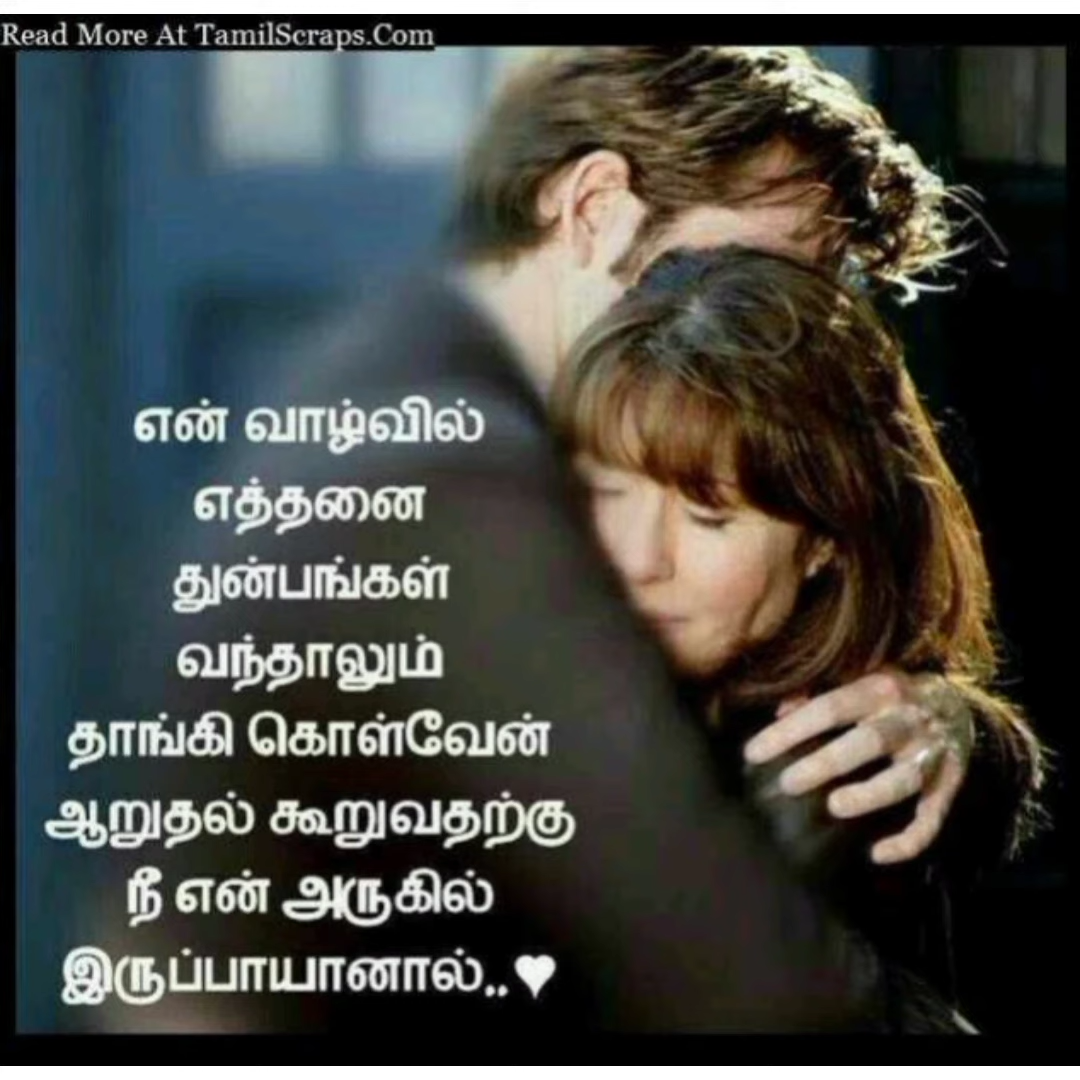 Read More At TamilScraps.Com
என் வாழ்வில்
எத்தனை
துன்பங்கள்
வந்தாலும்
தாங்கி கொள்வேன்
ஆறுதல் கூறுவதற்கு
நீ என் அருகில்
இருப்பாயானால்..♥